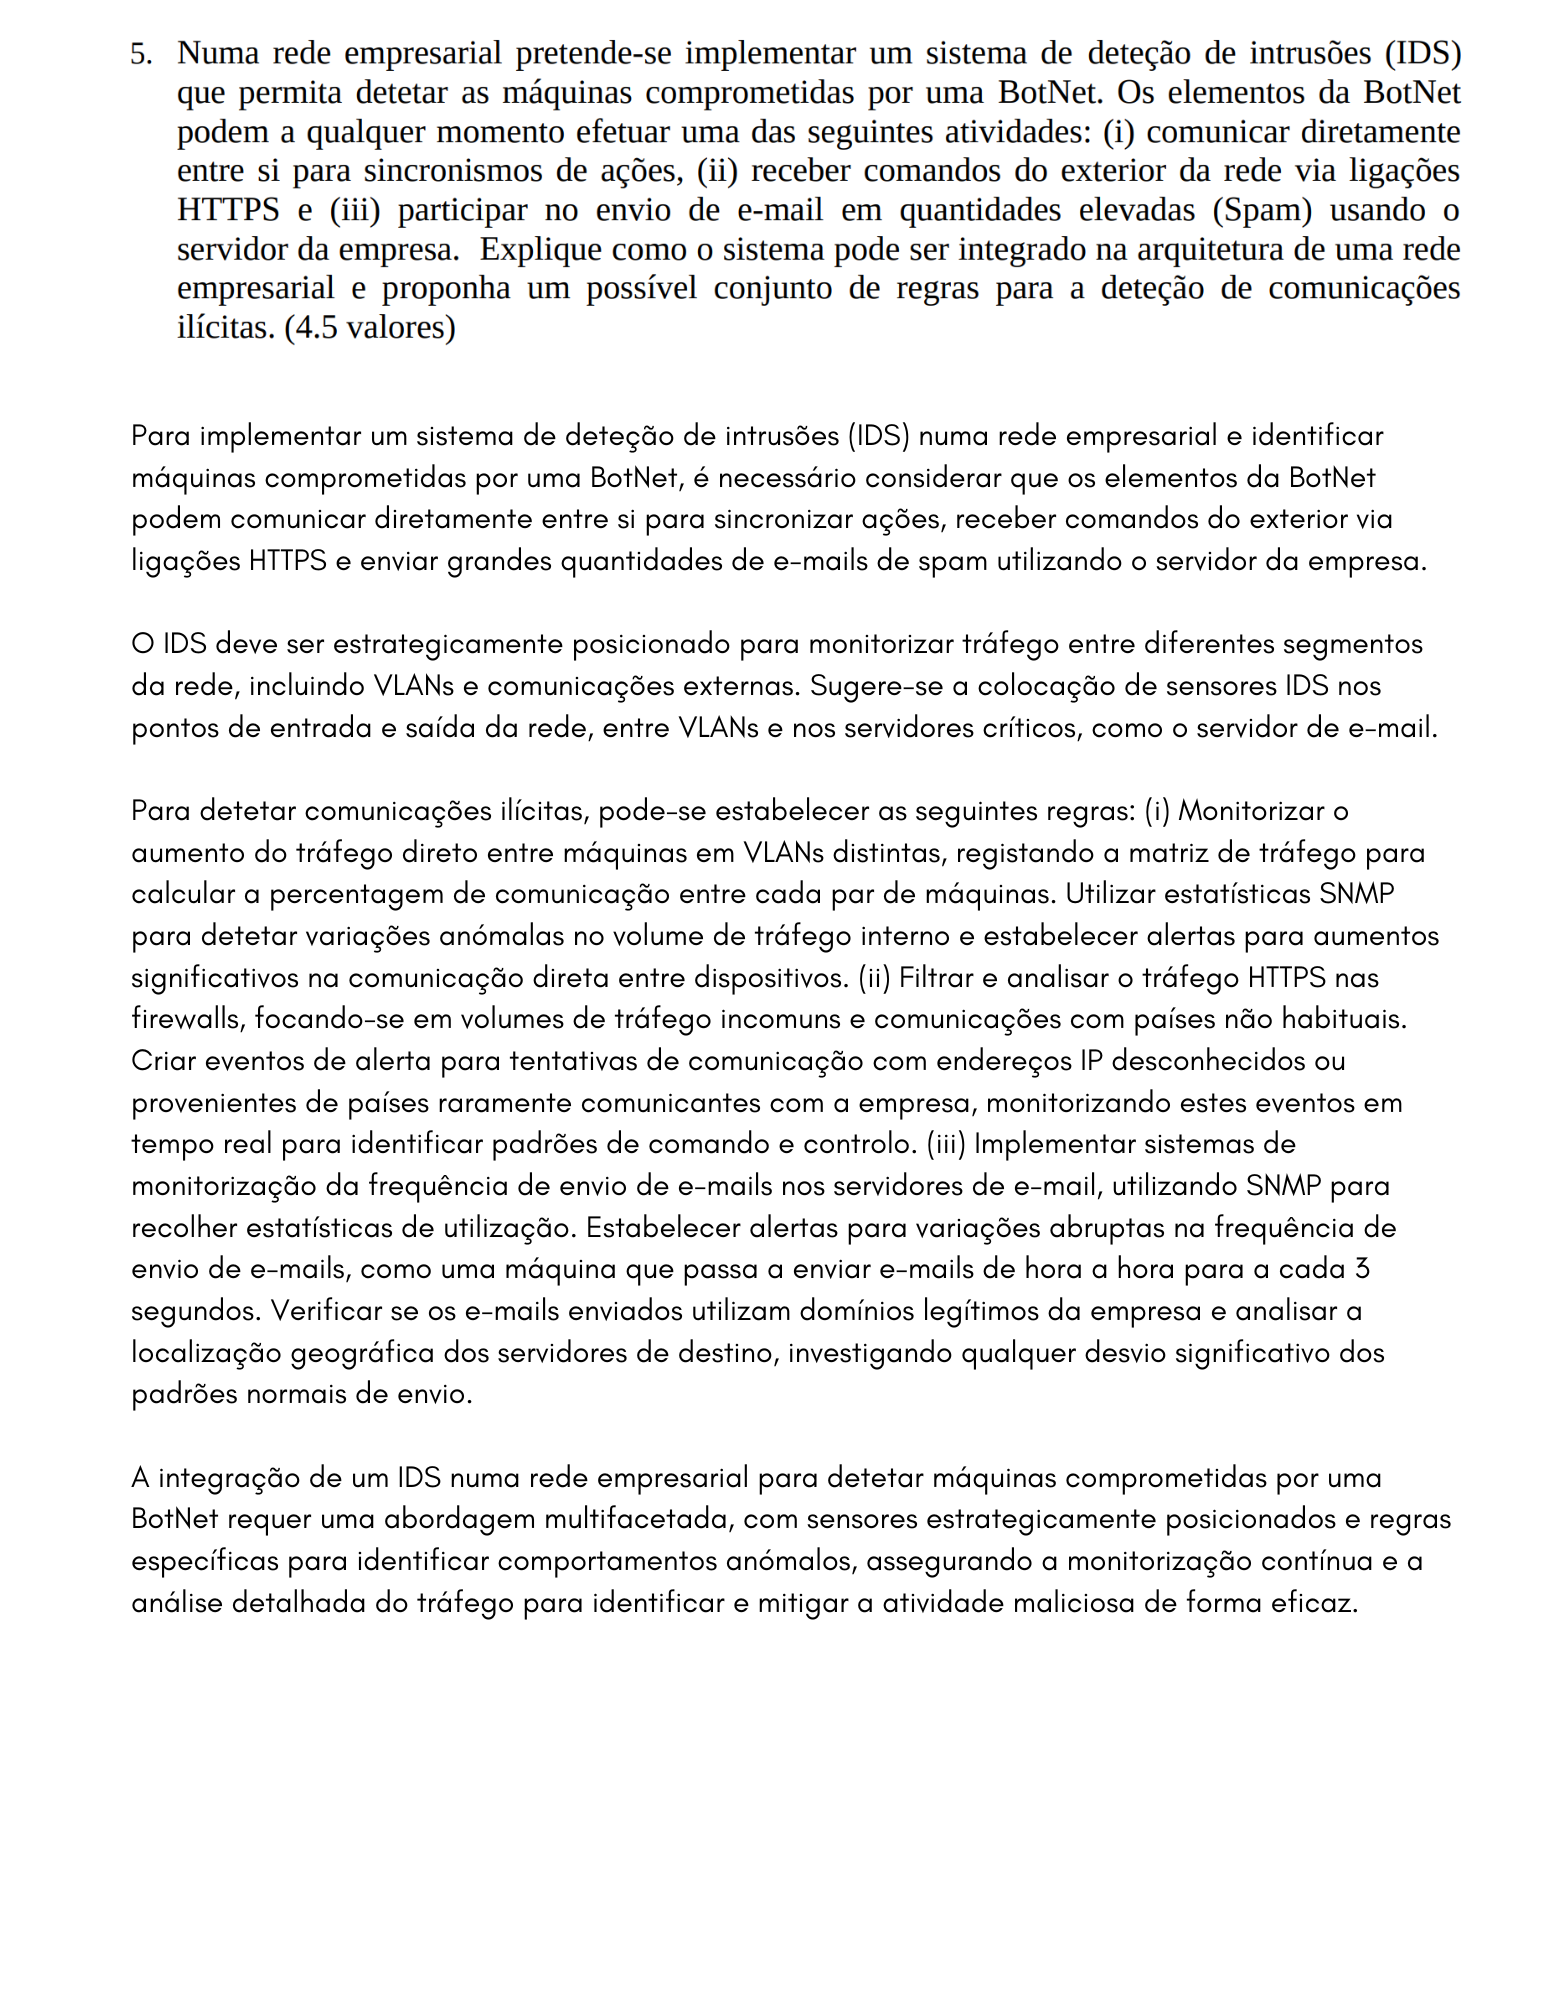 5. Numa rede empresarial pretende-se implementar um sistema de deteção de intrusões (IDS)
que permita detetar as máquinas comprometidas por uma BotNet. Os elementos da BotNet
podem a qualquer momento efetuar uma das seguintes atividades: (i) comunicar diretamente
entre si para sincronismos de ações, (ii) receber comandos do exterior da rede via ligações
HTTPS e (iii) participar no envio de e-mail em quantidades elevadas (Spam) usando o
servidor da empresa.  Explique como o sistema pode ser integrado na arquitetura de uma rede
empresarial e proponha um possível conjunto de regras para a deteção de comunicações
ilícitas. (4.5 valores)
Para implementar um sistema de deteção de intrusões (IDS) numa rede empresarial e identificar
máquinas comprometidas por uma BotNet, é necessário considerar que os elementos da BotNet
podem comunicar diretamente entre si para sincronizar ações, receber comandos do exterior via
ligações HTTPS e enviar grandes quantidades de e-mails de spam utilizando o servidor da empresa.
O IDS deve ser estrategicamente posicionado para monitorizar tráfego entre diferentes segmentos
da rede, incluindo VLANs e comunicações externas. Sugere-se a colocação de sensores IDS nos
pontos de entrada e saída da rede, entre VLANs e nos servidores críticos, como o servidor de e-mail.
Para detetar comunicações ilícitas, pode-se estabelecer as seguintes regras: (i) Monitorizar o
aumento do tráfego direto entre máquinas em VLANs distintas, registando a matriz de tráfego para
calcular a percentagem de comunicação entre cada par de máquinas. Utilizar estatísticas SNMP
para detetar variações anómalas no volume de tráfego interno e estabelecer alertas para aumentos
significativos na comunicação direta entre dispositivos. (ii) Filtrar e analisar o tráfego HTTPS nas
firewalls, focando-se em volumes de tráfego incomuns e comunicações com países não habituais.
Criar eventos de alerta para tentativas de comunicação com endereços IP desconhecidos ou
provenientes de países raramente comunicantes com a empresa, monitorizando estes eventos em
tempo real para identificar padrões de comando e controlo. (iii) Implementar sistemas de
monitorização da frequência de envio de e-mails nos servidores de e-mail, utilizando SNMP para
recolher estatísticas de utilização. Estabelecer alertas para variações abruptas na frequência de
envio de e-mails, como uma máquina que passa a enviar e-mails de hora a hora para a cada 3
segundos. Verificar se os e-mails enviados utilizam domínios legítimos da empresa e analisar a
localização geográfica dos servidores de destino, investigando qualquer desvio significativo dos
padrões normais de envio.
A integração de um IDS numa rede empresarial para detetar máquinas comprometidas por uma
BotNet requer uma abordagem multifacetada, com sensores estrategicamente posicionados e regras
específicas para identificar comportamentos anómalos, assegurando a monitorização contínua e a
análise detalhada do tráfego para identificar e mitigar a atividade maliciosa de forma eficaz.